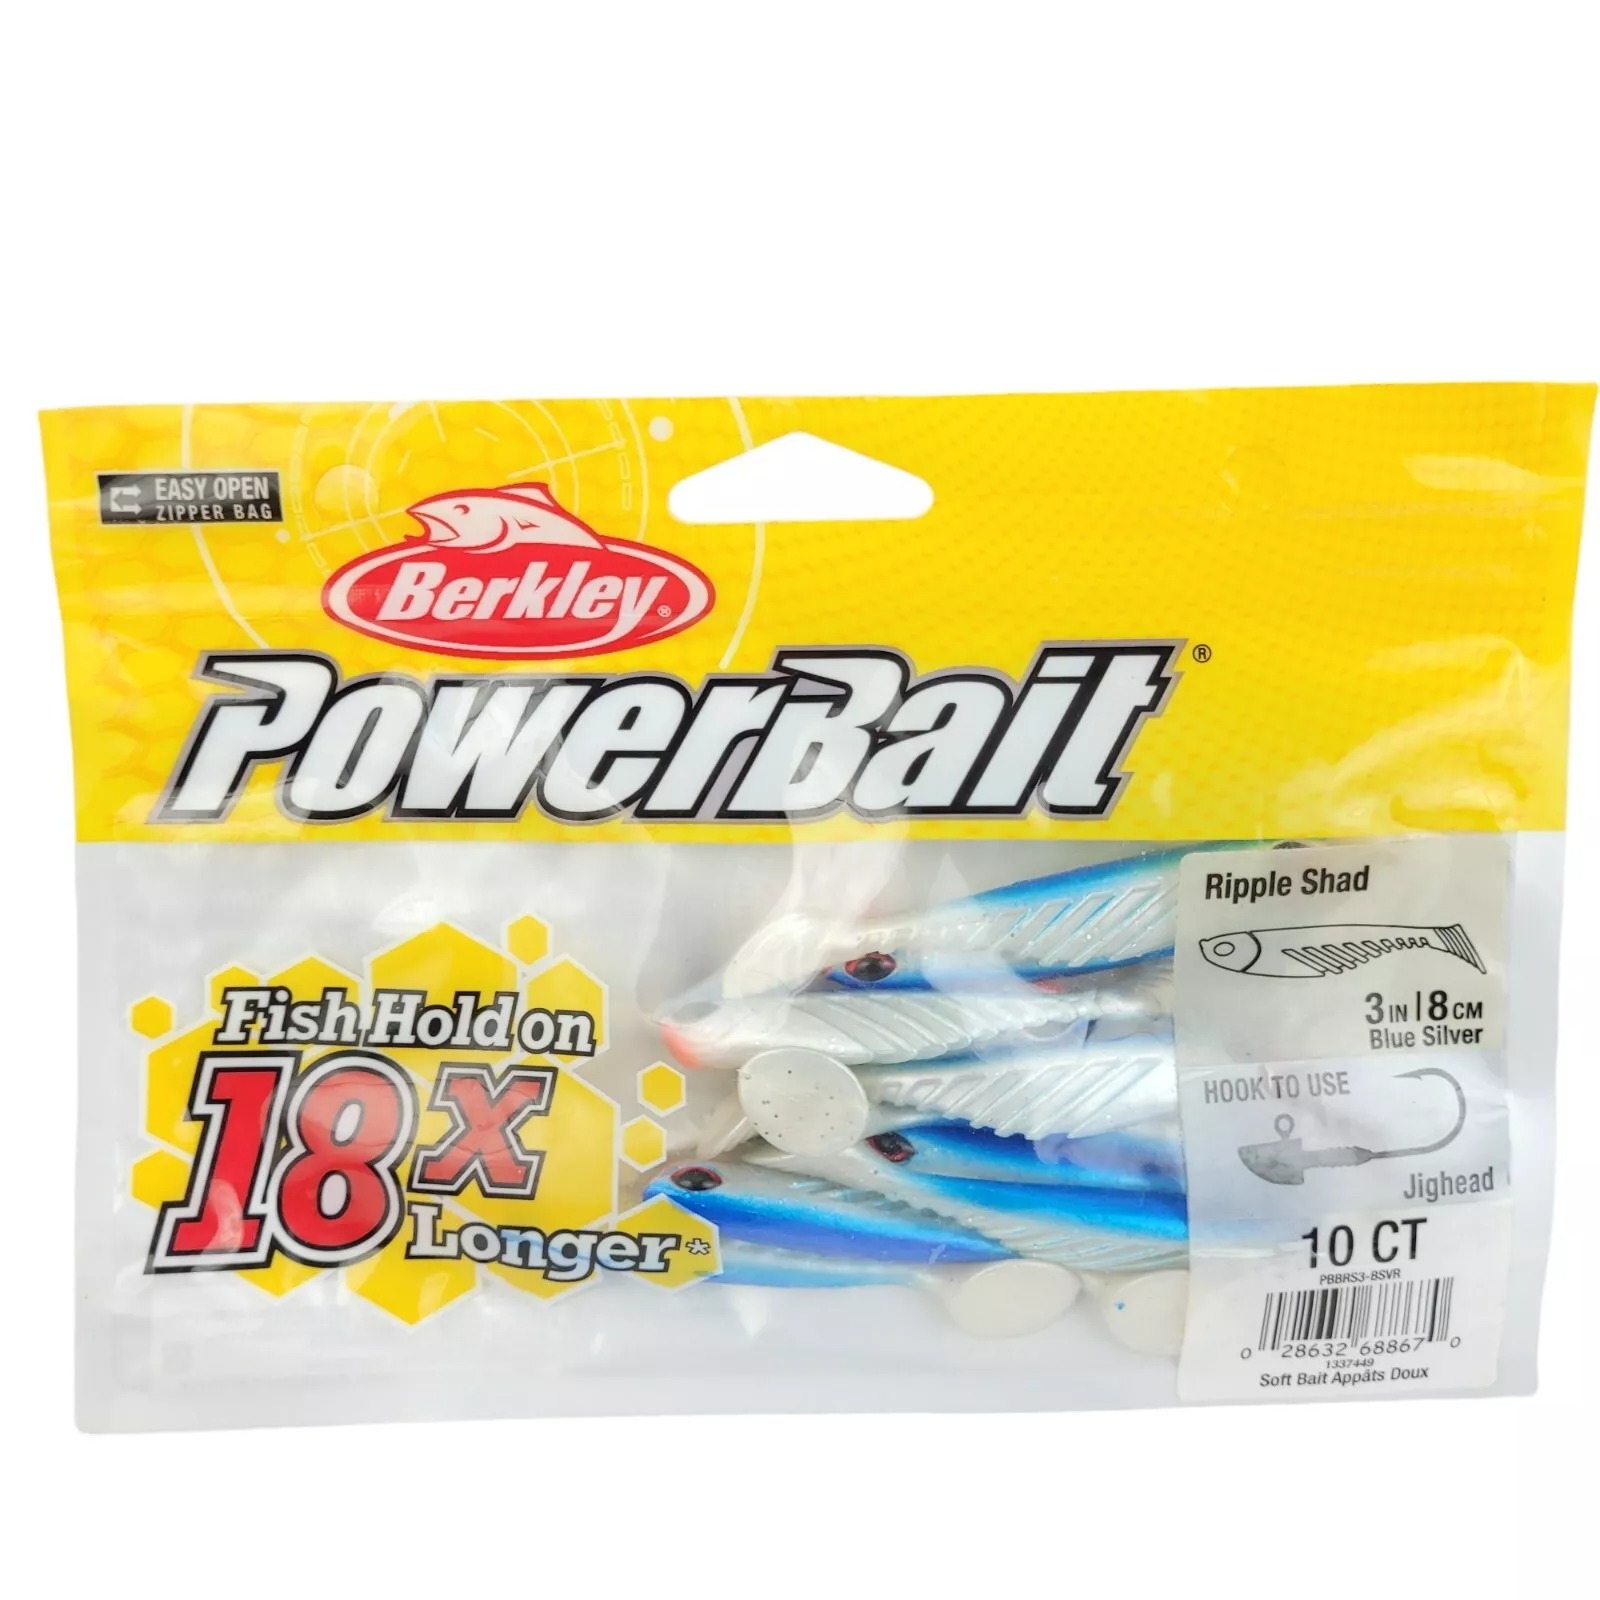 EASY OPEN
ZIPPER BAG
Berkley®
PowerBait®
Fish Hold on
18x
Longer*
Ripple Shad
3 IN | 8 CM
Blue Silver
HOOK TO USE
Jighead
10 CT
PBBRS3-BSVR
0 28632 68867 0
1337449
Soft Bait Appâts Doux